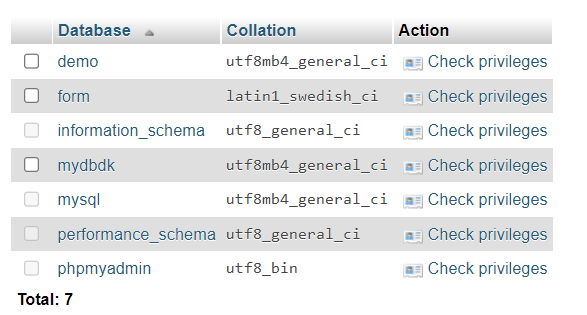 Database Collation Action
demo utf8mb4_general_ci Check privileges
form latin1_swedish_ci Check privileges
information_schema utf8_general_ci Check privileges
mydbdk utf8mb4_general_ci Check privileges
mysql utf8mb4_general_ci Check privileges
performance_schema utf8_general_ci Check privileges
phpmyadmin utf8_bin Check privileges
Total: 7